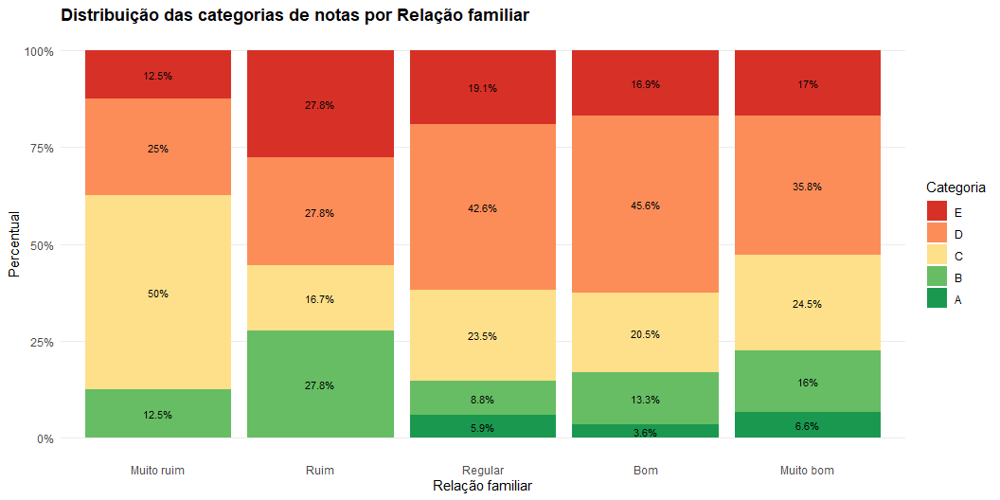 Distribuição das categorias de notas por Relação familiar
100%
75%
50%
25%
0%
Percentual
12.5%
25%
50%
12.5%
27.8%
27.8%
16.7%
27.8%
19.1%
42.6%
23.5%
8.8%
5.9%
16.9%
45.6%
20.5%
13.3%
3.6%
17%
35.8%
24.5%
16%
6.6%
Muito ruim
Ruim
Regular
Bom
Muito bom
Relação familiar
Categoria
E
D
C
B
A